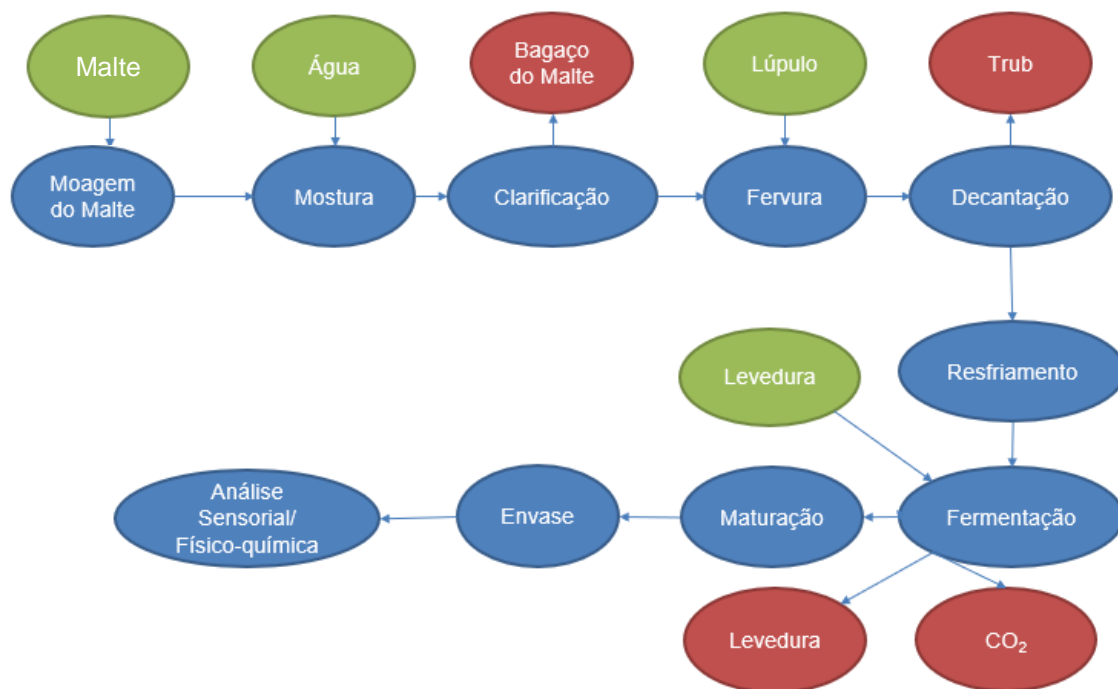 Malte
Água
Bagaço
do Malte
Lúpulo
Trub
Moagem
do Malte
Mostura
Clarificação
Fervura
Decantação
Levedura
Resfriamento
Análise
Sensorial/
Físico-química
Envase
Maturação
Fermentação
Levedura
CO₂